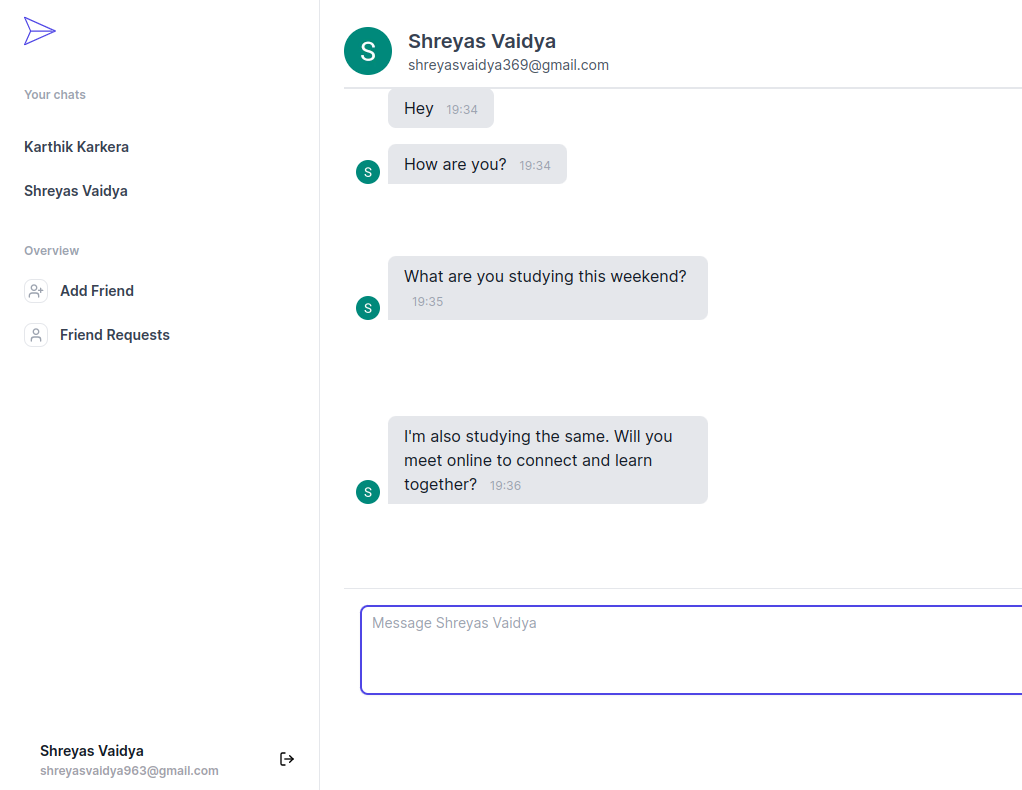 Your chats
Karthik Karkera
Shreyas Vaidya
Overview
Add Friend
Friend Requests
Shreyas Vaidya
shreyasvaidya963@gmail.com
S
Shreyas Vaidya
shreyasvaidya369@gmail.com
Hey 19:34
S
How are you? 19:34
What are you studying this weekend?
S
19:35
I'm also studying the same. Will you
meet online to connect and learn
together? 19:36
S
Message Shreyas Vaidya